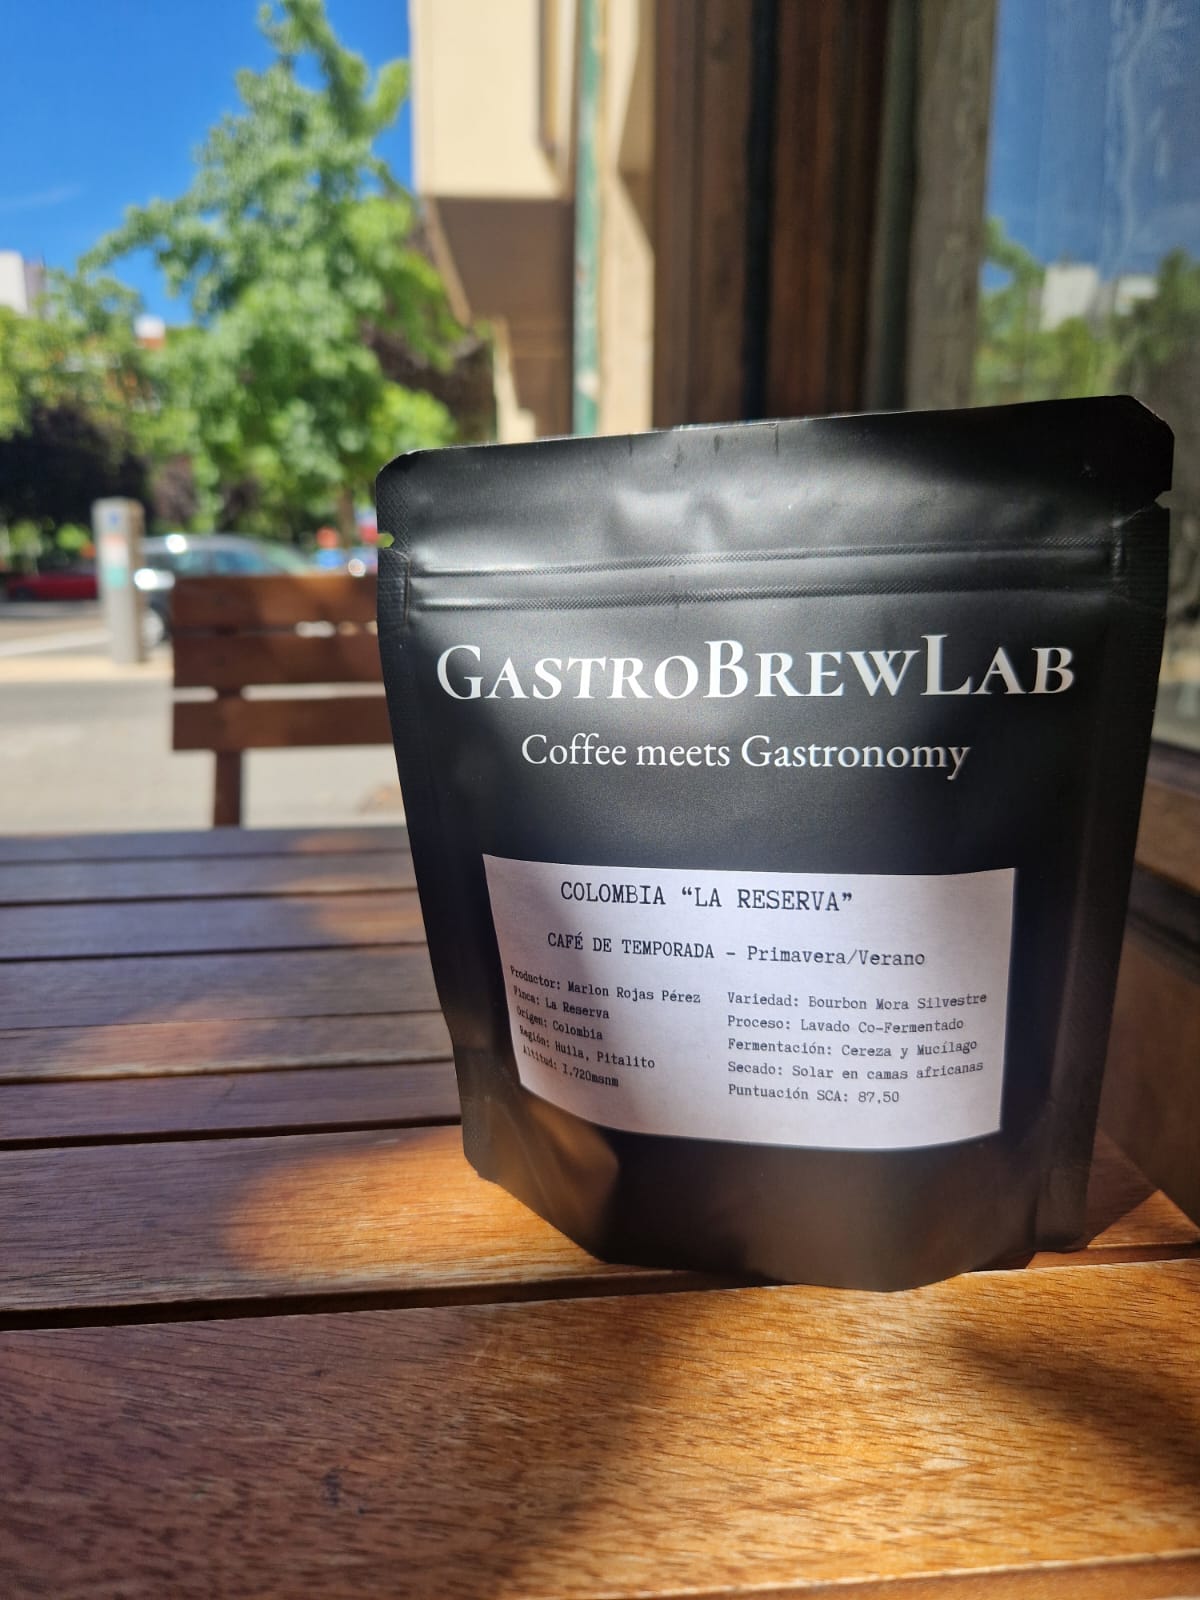 GASTROBREWLAB
Coffee meets Gastronomy
COLOMBIA “LA RESERVA”
CAFÉ DE TEMPORADA - Primavera/Verano
Productor: Marlon Rojas Pérez
Finca: La Reserva
Origen: Colombia
Región: Huila, Pitalito
Altitud: 1.720msnm
Variedad: Bourbon Mora Silvestre
Proceso: Lavado Co-Fermentado
Fermentación: Cereza y Mucílago
Secado: Solar en camas africanas
Puntuación SCA: 87,50